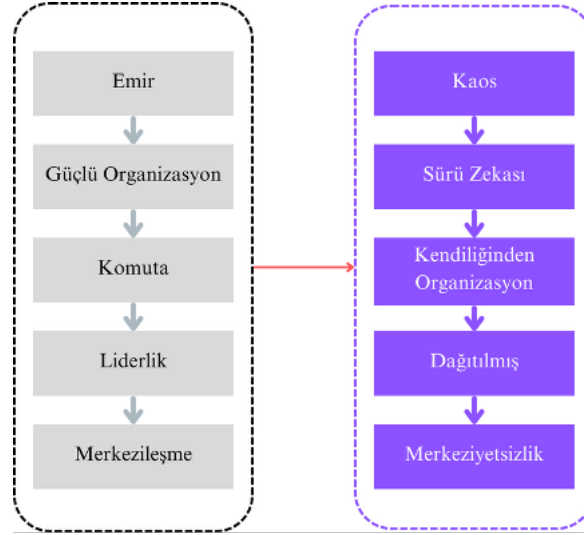 Emir
Güçlü Organizasyon
Komuta
Liderlik
Merkezileşme
Kaos
Sürü Zekası
Kendiliğinden
Organizasyon
Dağıtılmış
Merkeziyetsizlik